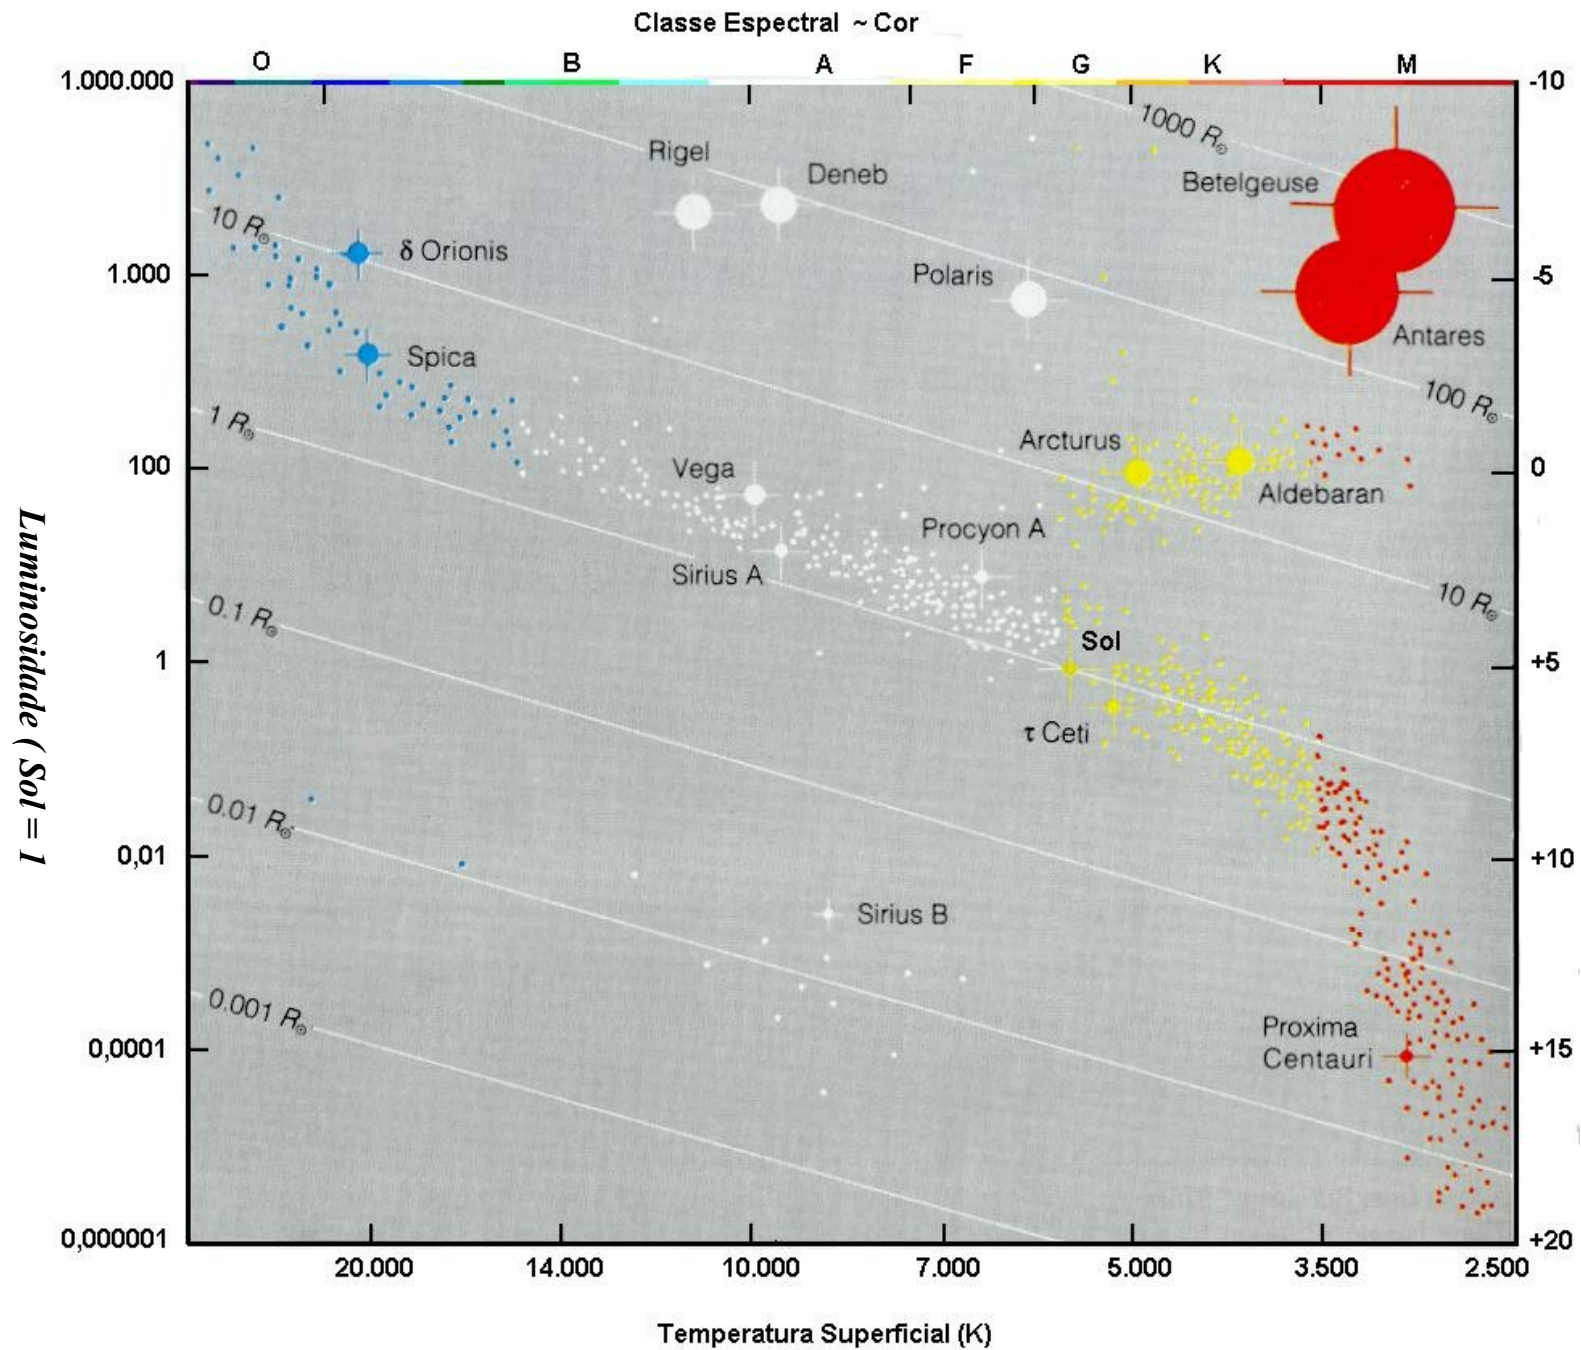 Classe Espectral ~ Cor
O B A F G K M
1.000.000
-10
1000 R⊙
Rigel
Deneb
Betelgeuse
10 R⊙
δ Orionis
1.000
Polaris
-5
Antares
Spica
100 R⊙
1 R⊙
Arcturus
100
Vega
0
Aldebaran
Procyon A
Sirius A
10 R⊙
0.1 R⊙
Sol
1
+5
τ Ceti
Luminosidade ( Sol = 1
0.01 R⊙
0,01
+10
Sirius B
0.001 R⊙
Proxima
Centauri
0,0001
+15
0,0000001
+20
20.000 14.000 10.000 7.000 5.000 3.500 2.500
Temperatura Superficial (K)